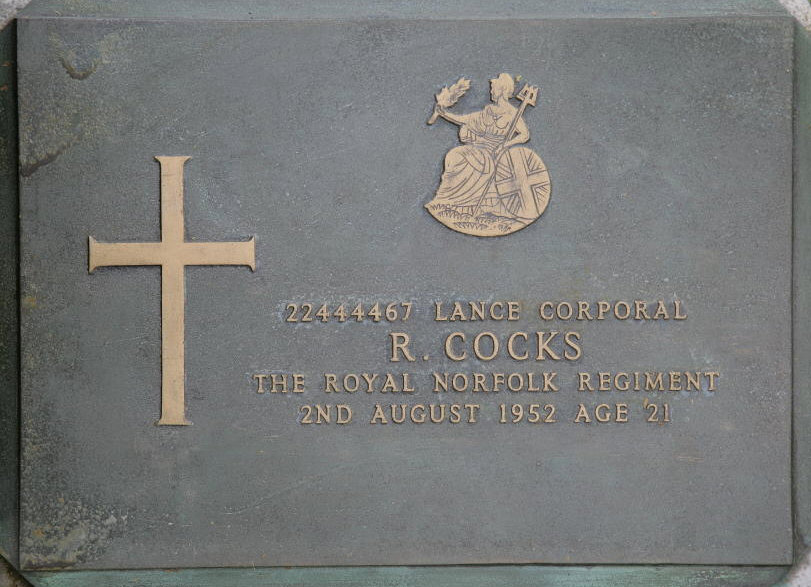 22444467 LANCE CORPORAL
R. COCKS
THE ROYAL NORFOLK REGIMENT
2ND AUGUST 1952 AGE 21